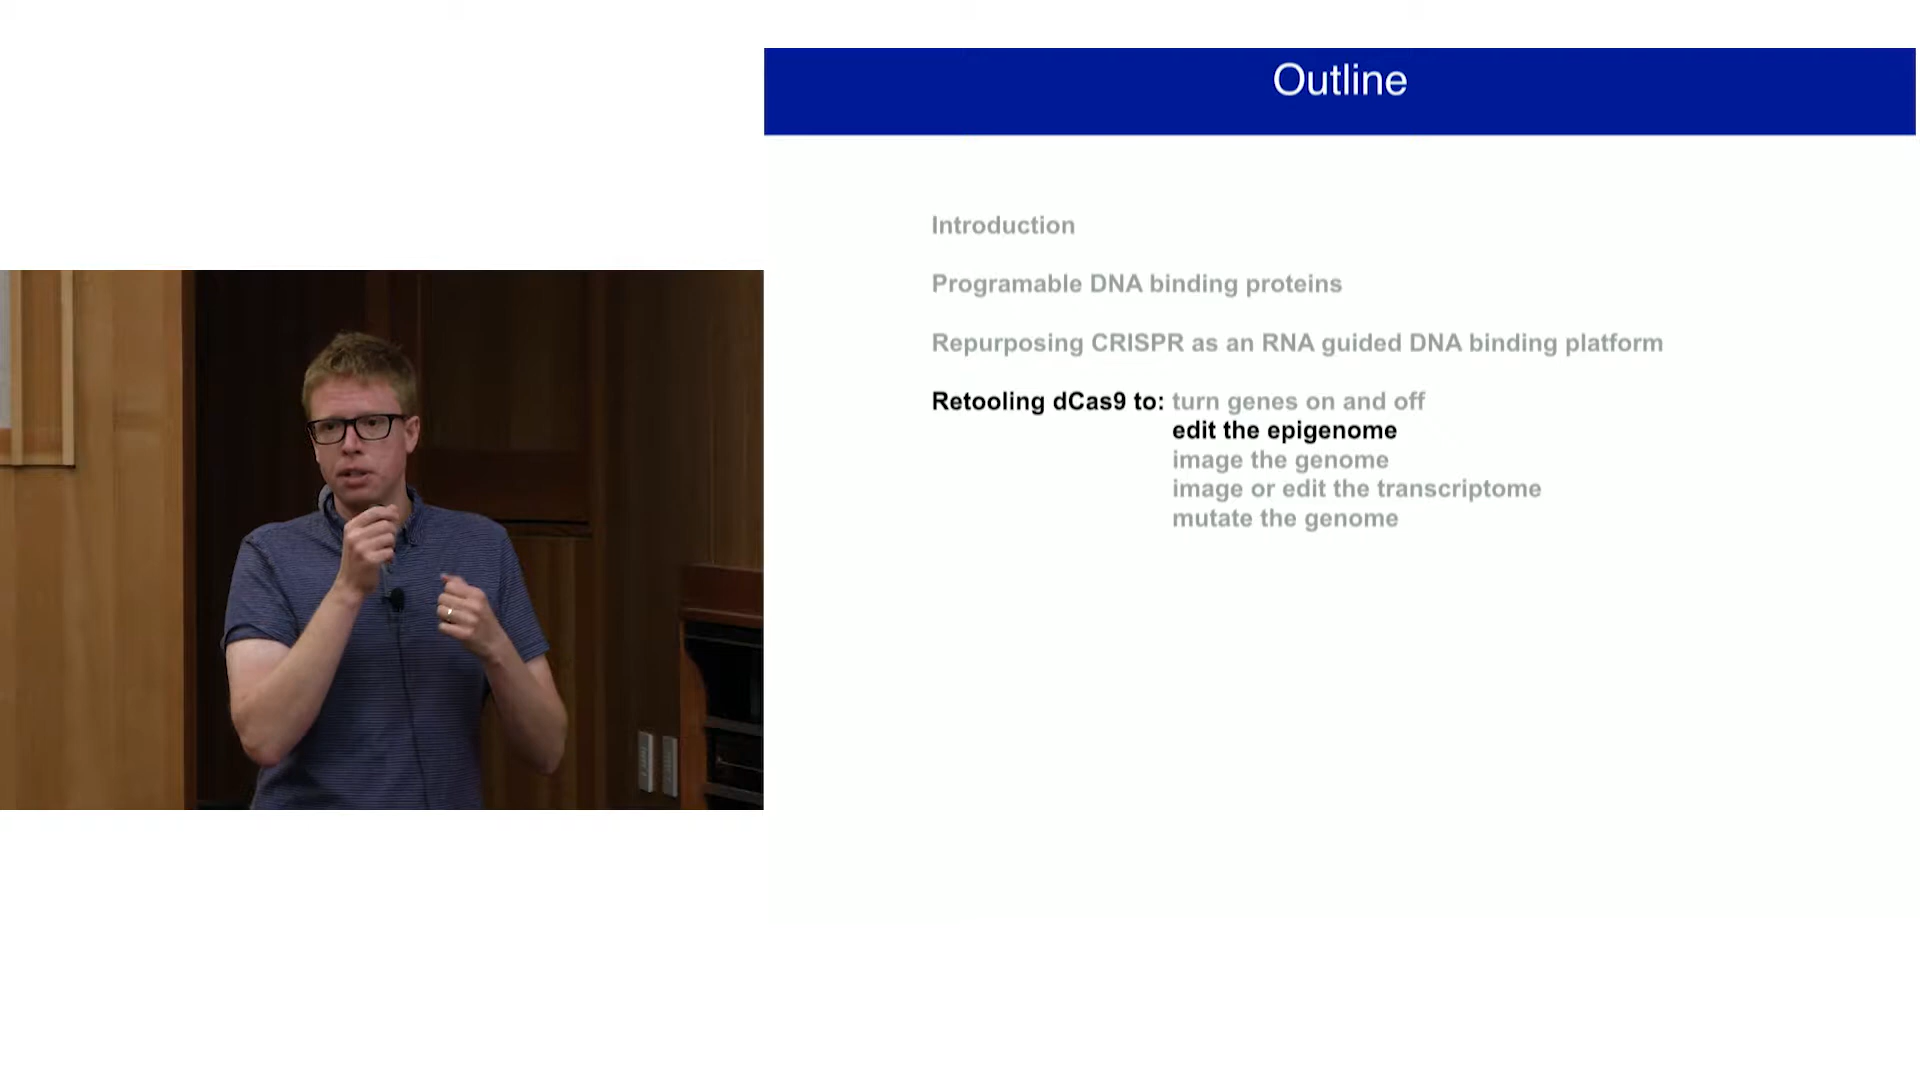 Outline
Introduction
Programable DNA binding proteins
Repurposing CRISPR as an RNA guided DNA binding platform
Retooling dCas9 to: turn genes on and off
edit the epigenome
image the genome
image or edit the transcriptome
mutate the genome